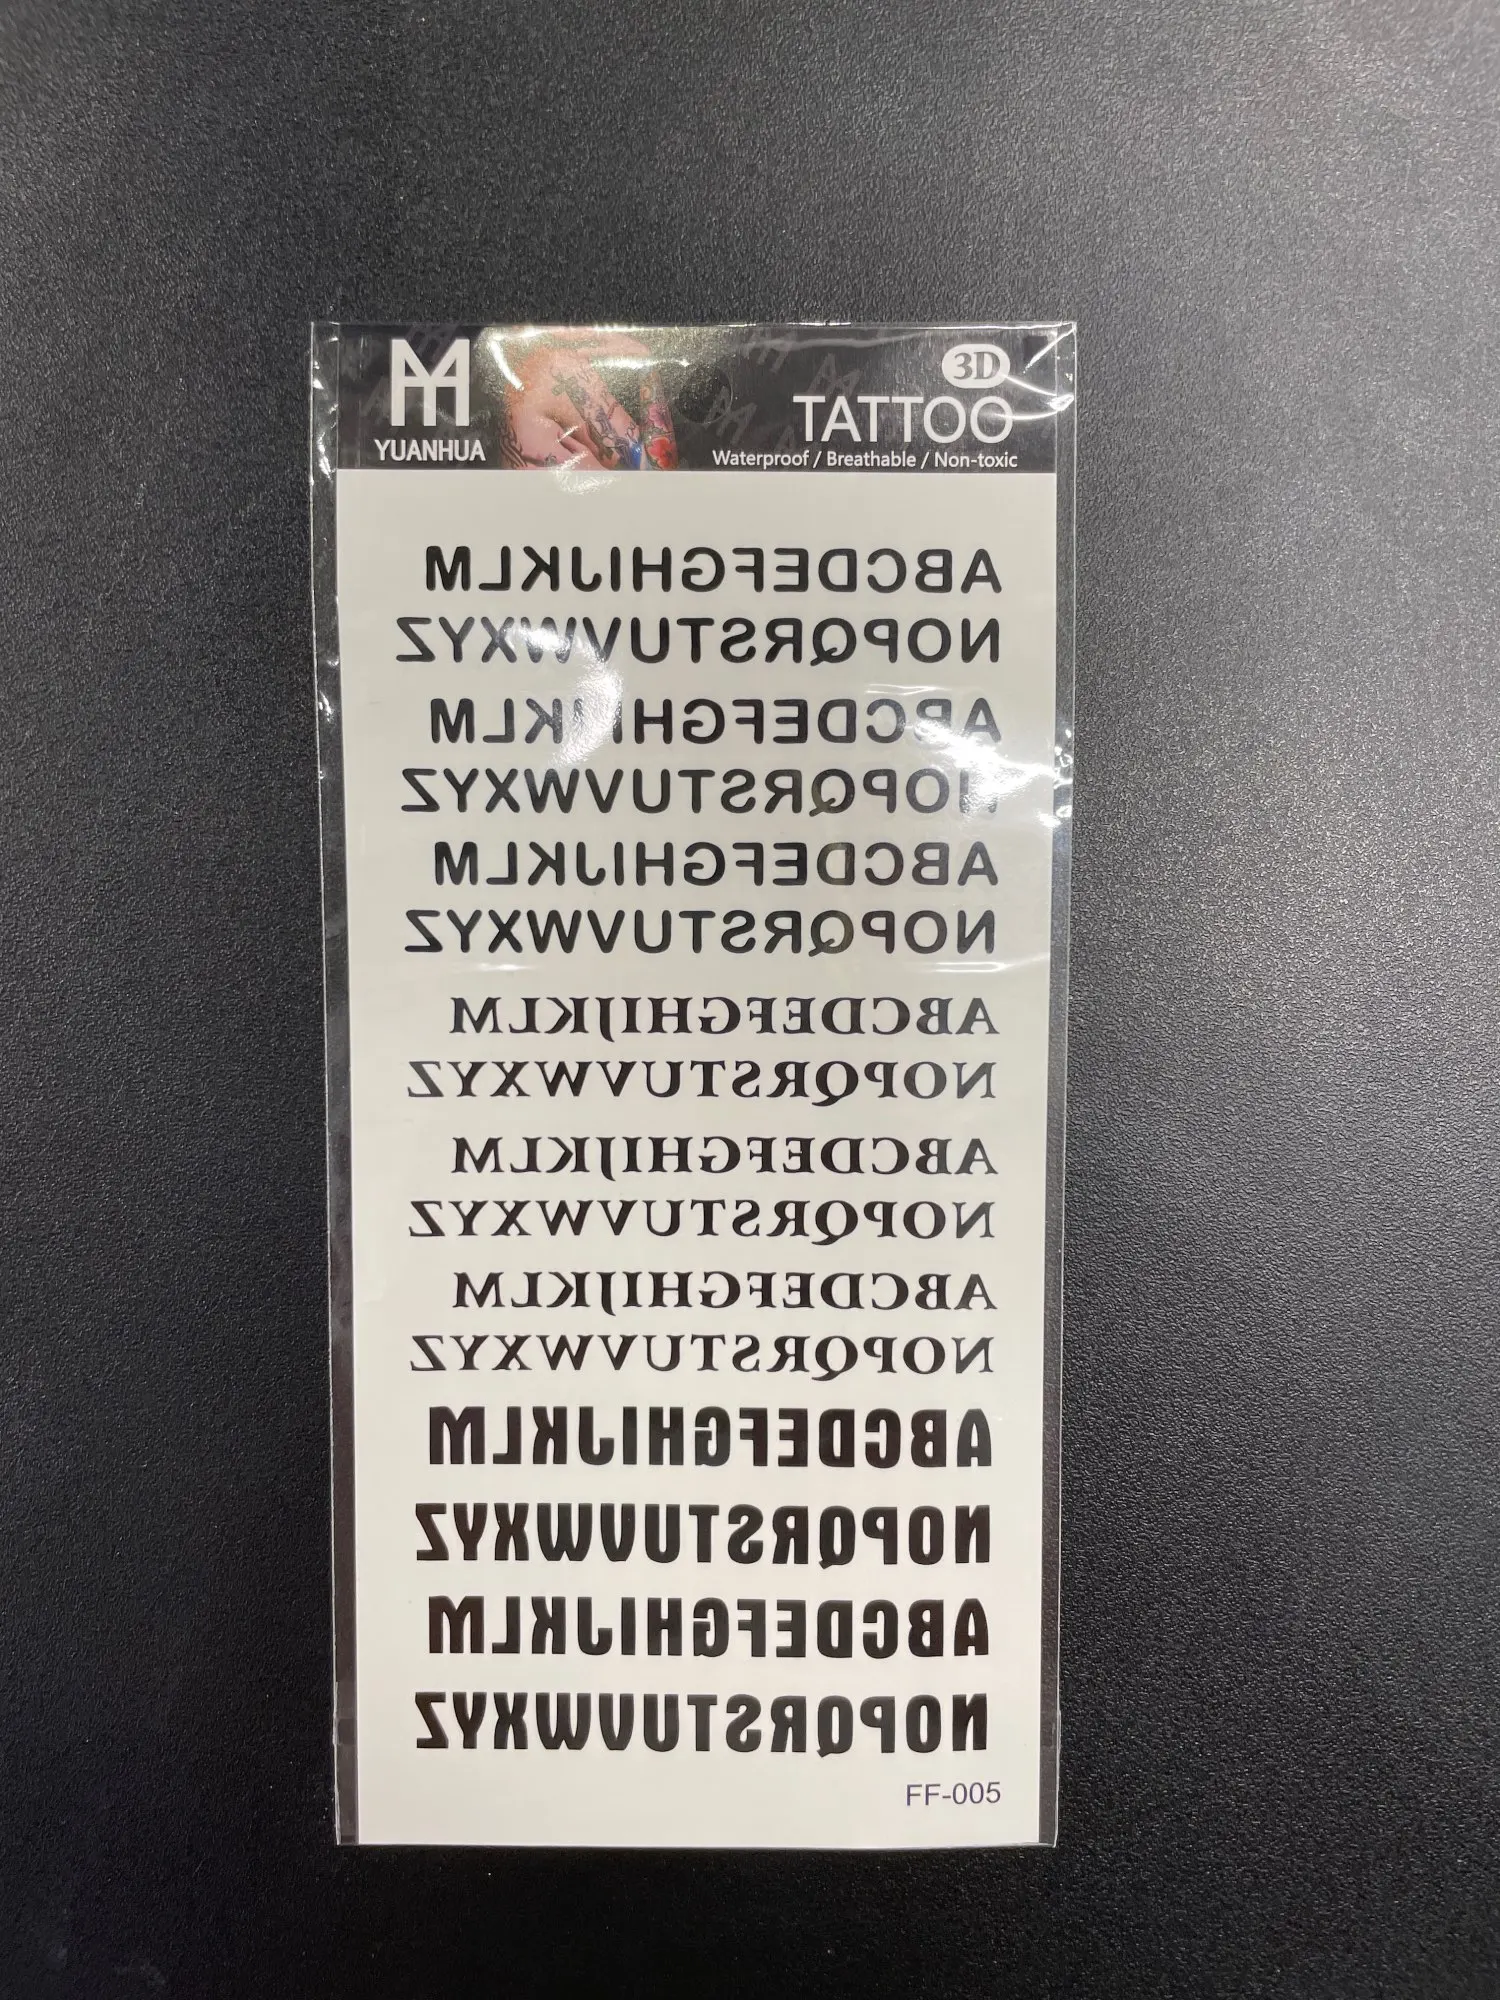 YUANHUA
3D
TATTOO
Waterproof / Breathable / Non-toxic
ABCDEFGHIJKLM
NOPQRSTUVWXYZ
ABCDEFGHIJKLM
NOPQRSTUVWXYZ
ABCDEFGHIJKLM
NOPQRSTUVWXYZ
ABCDEFGHIJKLM
NOPQRSTUVWXYZ
ABCDEFGHIJKLM
NOPQRSTUVWXYZ
ABCDEFGHIJKLM
NOPQRSTUVWXYZ
ABCDEFGHIJKLM
NOPQRSTUVWXYZ
ABCDEFGHIJKLM
NOPQRSTUVWXYZ
FF-005